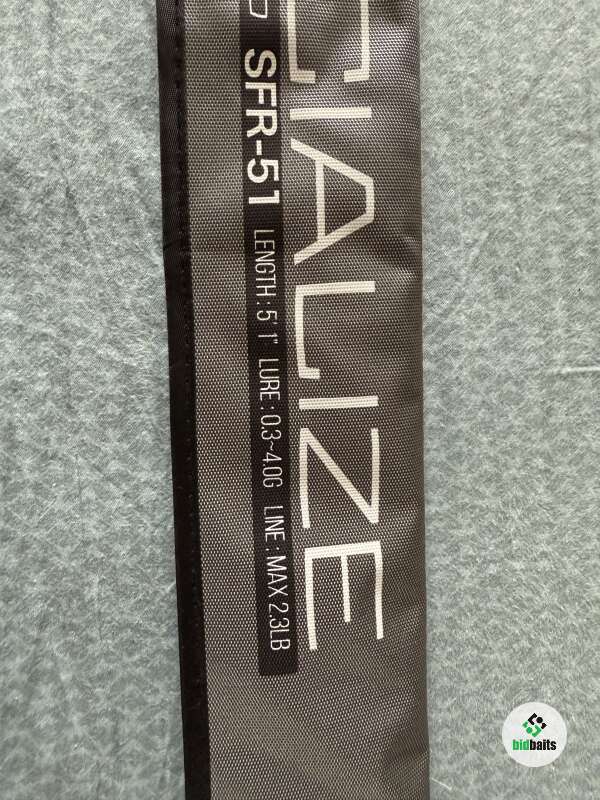 CIALIZE
SFR-51 LENGTH : 5' 1" LURE : 0.3~4.0G LINE : MAX 2.3LB
bidbaits